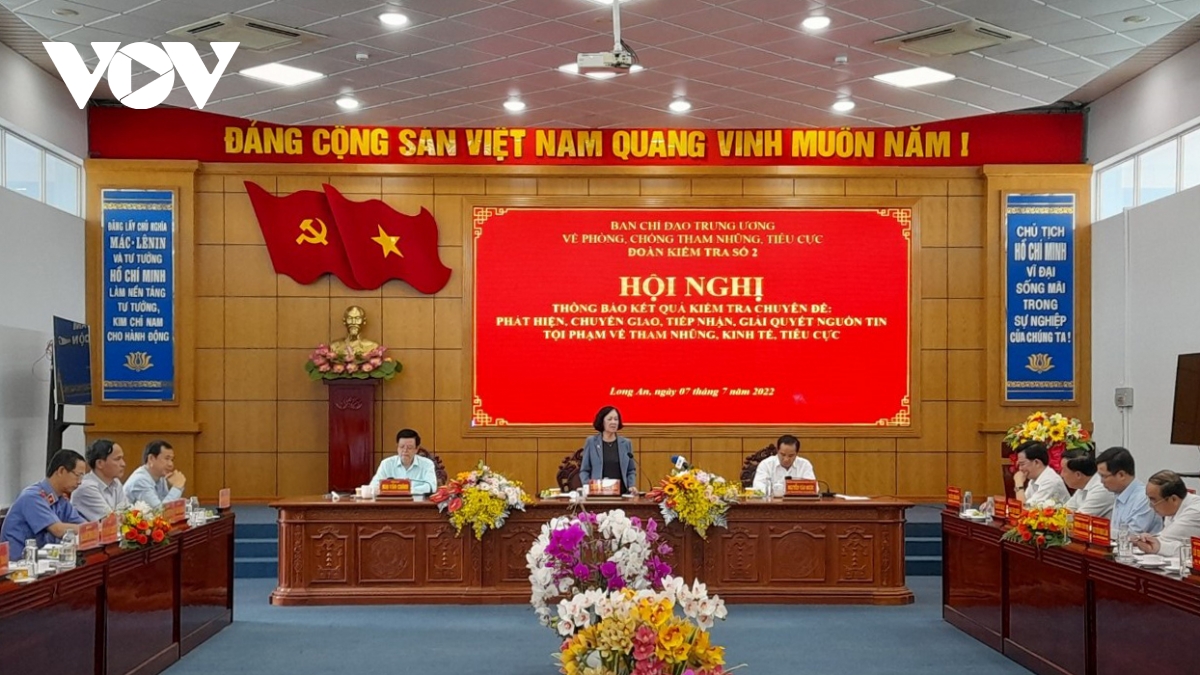 VOV
ĐẢNG CỘNG SẢN VIỆT NAM QUANG VINH MUÔN NĂM !
ĐẢNG LẤY CHỦ NGHĨA
MÁC - LÊNIN
VÀ TƯ TƯỞNG
HỒ CHÍ MINH
LÀM NỀN TẢNG
TƯ TƯỞNG,
KIM CHỈ NAM
CHO HÀNH ĐỘNG
BAN CHỈ ĐẠO TRUNG ƯƠNG
VỀ PHÒNG, CHỐNG THAM NHŨNG, TIÊU CỰC
ĐOÀN KIỂM TRA SỐ 2
HỘI NGHỊ
THÔNG BÁO KẾT QUẢ KIỂM TRA CHUYÊN ĐỀ:
PHÁT HIỆN, CHUYỂN GIAO, TIẾP NHẬN, GIẢI QUYẾT NGUỒN TIN
TỘI PHẠM VỀ THAM NHŨNG, KINH TẾ, TIÊU CỰC
Long An, ngày 07 tháng 7 năm 2022
CHỦ TỊCH
HỒ CHÍ MINH
VĨ ĐẠI
SỐNG MÃI
TRONG
SỰ NGHIỆP
CỦA CHÚNG TA !